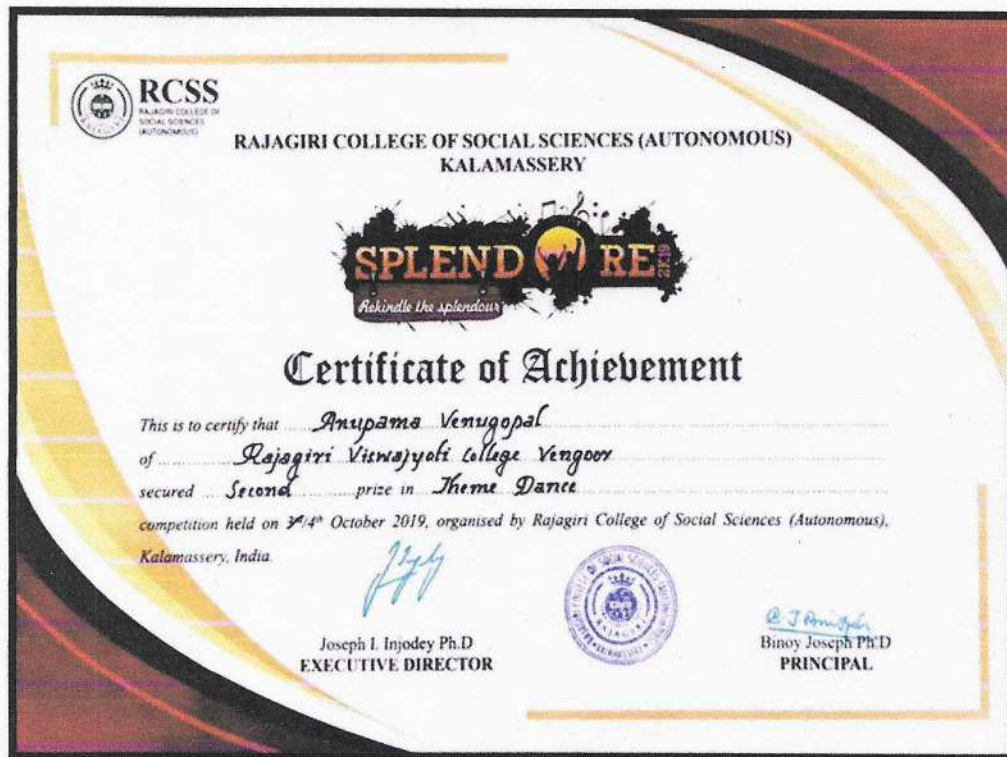 RCSS
RAJAGIRI COLLEGE OF
SOCIAL SCIENCES
(AUTONOMOUS)
RAJAGIRI COLLEGE OF SOCIAL SCIENCES (AUTONOMOUS)
KALAMASSERY
SPLENDORE 2K19
Rekindle the splendour
Certificate of Achievement
This is to certify that Anupama Venugopal
of Rajagiri Viswajyoti College Vengoor
secured Second prize in Theme Dance
competition held on 3rd/4th October 2019, organised by Rajagiri College of Social Sciences (Autonomous),
Kalamassery, India.
Joseph I. Injodey Ph.D
EXECUTIVE DIRECTOR
Binoy Joseph Ph.D
PRINCIPAL
RAJAGIRI